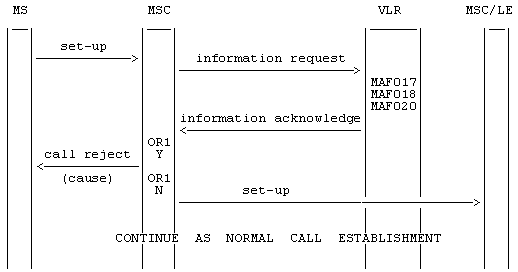 MS MSC VLR MSC/LE
set-up
information request
MAF017
MAF018
MAF020
information acknowledge
OR1
Y
call reject
(cause)
OR1
N
set-up
CONTINUE AS NORMAL CALL ESTABLISHMENT